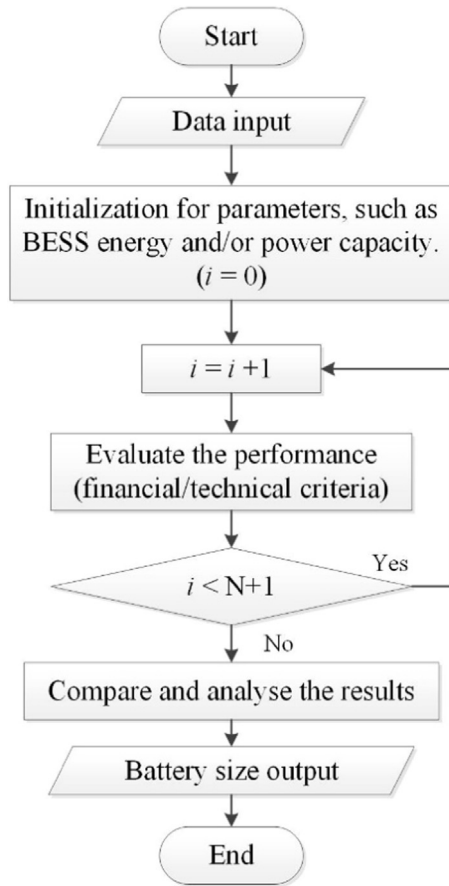 Start
Data input
Initialization for parameters, such as
BESS energy and/or power capacity.
(i = 0)
i = i +1
Evaluate the performance
(financial/technical criteria)
i < N+1
Yes
No
Compare and analyse the results
Battery size output
End